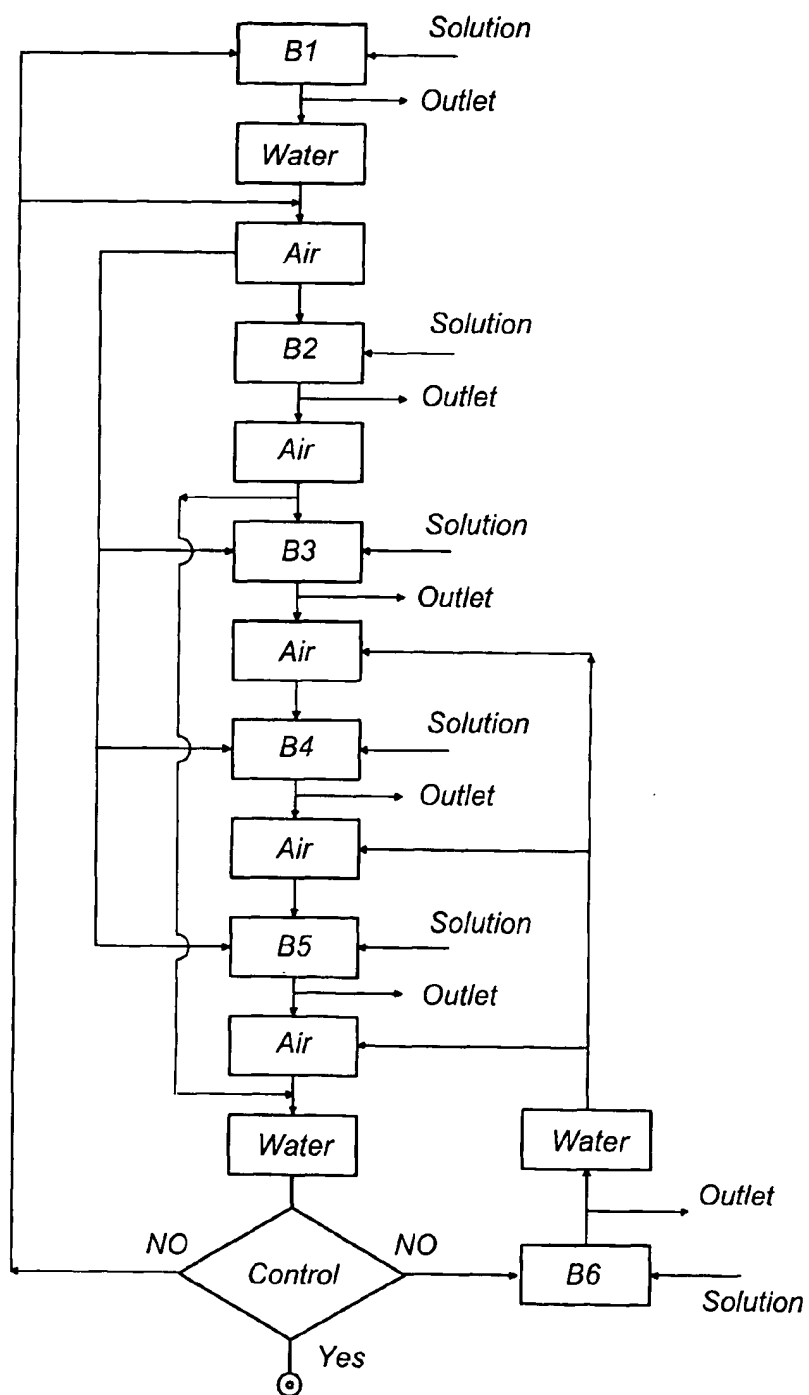 Solution
B1
Outlet
Water
Air
Solution
B2
Outlet
Air
Solution
B3
Outlet
Air
Solution
B4
Outlet
Air
Solution
B5
Outlet
Air
Water
Water
Outlet
NO
NO
Control
B6
Solution
Yes